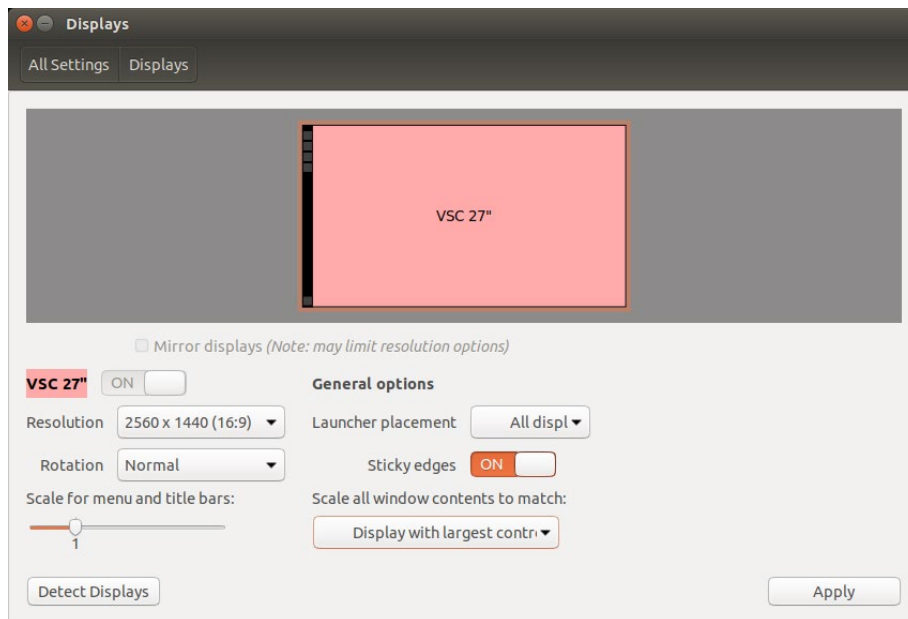 Displays
All Settings Displays
VSC 27"
Mirror displays (Note: may limit resolution options)
VSC 27" ON
General options
Resolution 2560 x 1440 (16:9)
Launcher placement All displ
Rotation Normal
Sticky edges ON
Scale for menu and title bars:
1
Scale all window contents to match:
Display with largest contr
Detect Displays
Apply